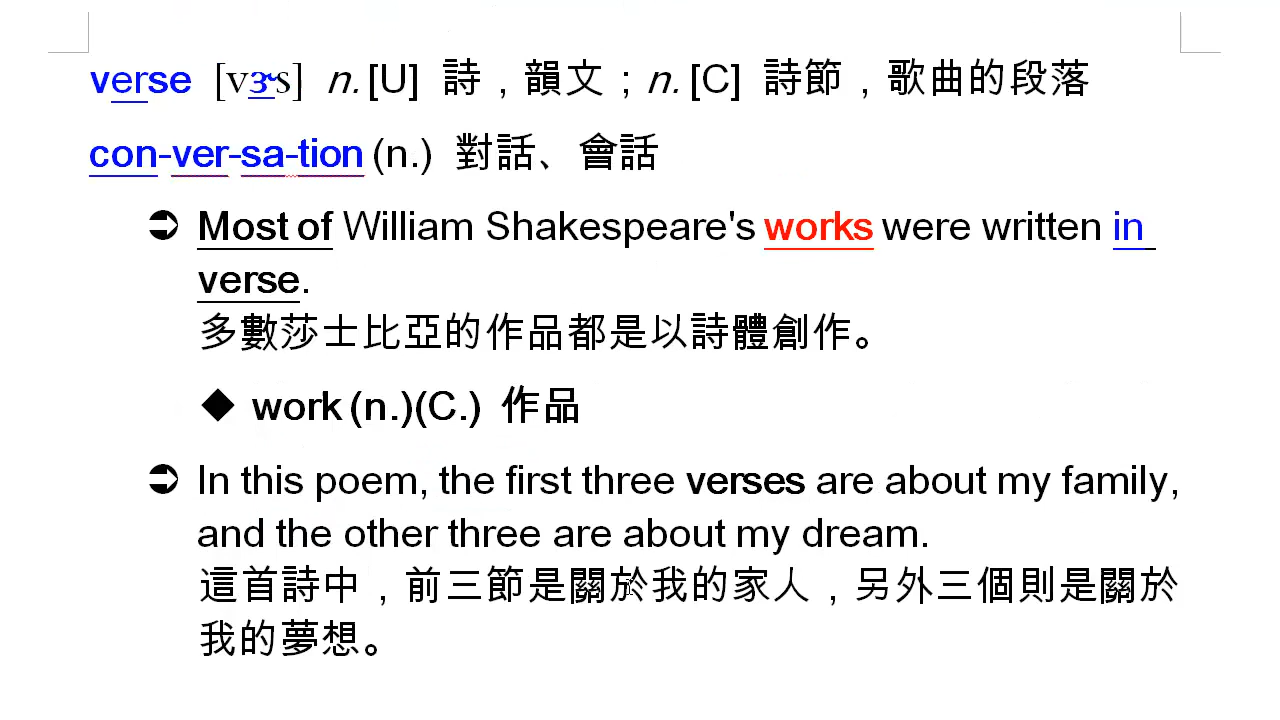 verse [vɝs] n. [U] 詩，韻文；n. [C] 詩節，歌曲的段落
con-ver-sa-tion (n.) 對話、會話
➲ Most of William Shakespeare's works were written in
verse.
多數莎士比亞的作品都是以詩體創作。
◆ work (n.)(C.) 作品
➲ In this poem, the first three verses are about my family,
and the other three are about my dream.
這首詩中，前三節是關於我的家人，另外三個則是關於
我的夢想。